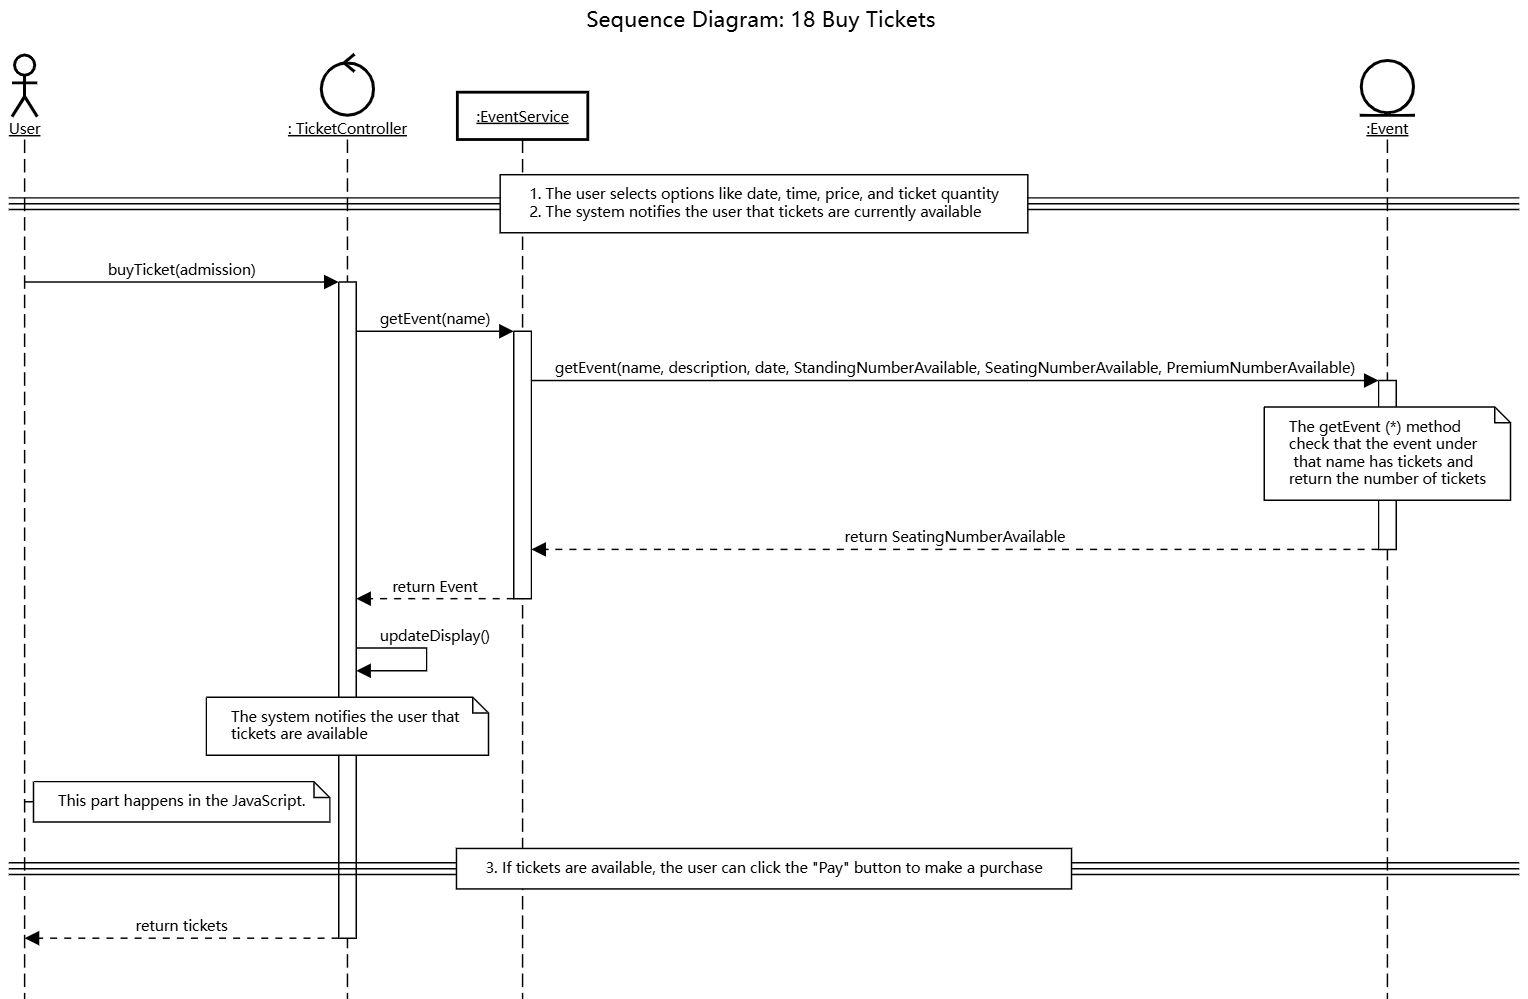 Sequence Diagram: 18 Buy Tickets
User
: TicketController
:EventService
:Event
1. The user selects options like date, time, price, and ticket quantity
2. The system notifies the user that tickets are currently available
buyTicket(admission)
getEvent(name)
getEvent(name, description, date, StandingNumberAvailable, SeatingNumberAvailable, PremiumNumberAvailable)
The getEvent (*) method
check that the event under
that name has tickets and
return the number of tickets
return SeatingNumberAvailable
return Event
updateDisplay()
The system notifies the user that
tickets are available
This part happens in the JavaScript.
3. If tickets are available, the user can click the "Pay" button to make a purchase
return tickets